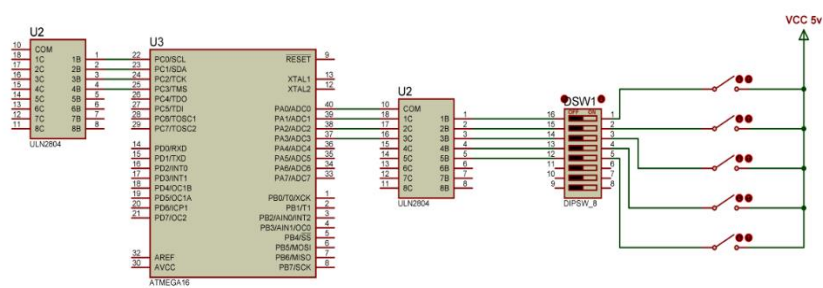 VCC 5v
U2
10 COM
18 1C 1B 1
17 2C 2B 2
16 3C 3B 3
15 4C 4B 4
14 5C 5B 5
13 6C 6B 6
12 7C 7B 7
11 8C 8B 8
ULN2804
U3
22 PC0/SCL
23 PC1/SDA
24 PC2/TCK
25 PC3/TMS
26 PC4/TDO
27 PC5/TDI
28 PC6/TOSC1
29 PC7/TOSC2
14 PD0/RXD
15 PD1/TXD
16 PD2/INT0
17 PD3/INT1
18 PD4/OC1B
19 PD5/OC1A
20 PD6/ICP1
21 PD7/OC2
32 AREF
30 AVCC
RESET 9
XTAL1 13
XTAL2 12
PA0/ADC0 40
PA1/ADC1 39
PA2/ADC2 38
PA3/ADC3 37
PA4/ADC4 36
PA5/ADC5 35
PA6/ADC6 34
PA7/ADC7 33
PB0/T0/XCK 1
PB1/T1 2
PB2/AIN0/INT2 3
PB3/AIN1/OC0 4
PB4/SS 5
PB5/MOSI 6
PB6/MISO 7
PB7/SCK 8
ATMEGA16
U2
10 COM
18 1C 1B 1
17 2C 2B 2
16 3C 3B 3
15 4C 4B 4
14 5C 5B 5
13 6C 6B 6
12 7C 7B 7
11 8C 8B 8
ULN2804
DSW1
OFF ON
16 1
15 2
14 3
13 4
12 5
11 6
10 7
9 8
DIPSW_8